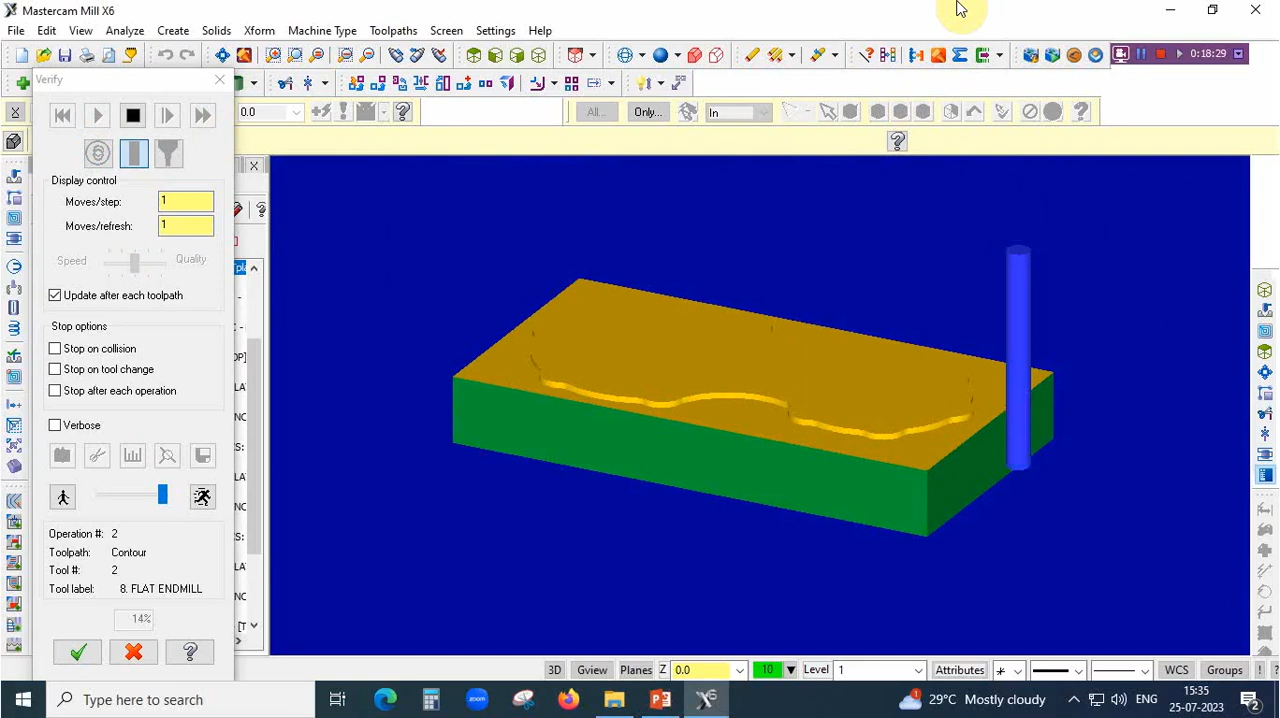 Mastercam Mill X6
File Edit View Analyze Create Solids Xform Machine Type Toolpaths Screen Settings Help
0:18:29
Verify
0.0 All... Only... In
Display control
Moves/step: 1
Moves/refresh: 1
Speed Quality
Update after each toolpath
Stop options
Stop on collision
Stop on tool change
Stop after each operation
Verbose
Operation #: 2
Toolpath: Contour
Tool #: 2
Tool label: 8. FLAT ENDMILL
14%
3D Gview Planes Z 0.0 10 Level 1 Attributes WCS Groups
Type here to search
zoom
29°C Mostly cloudy ENG
15:35
25-07-2023
2